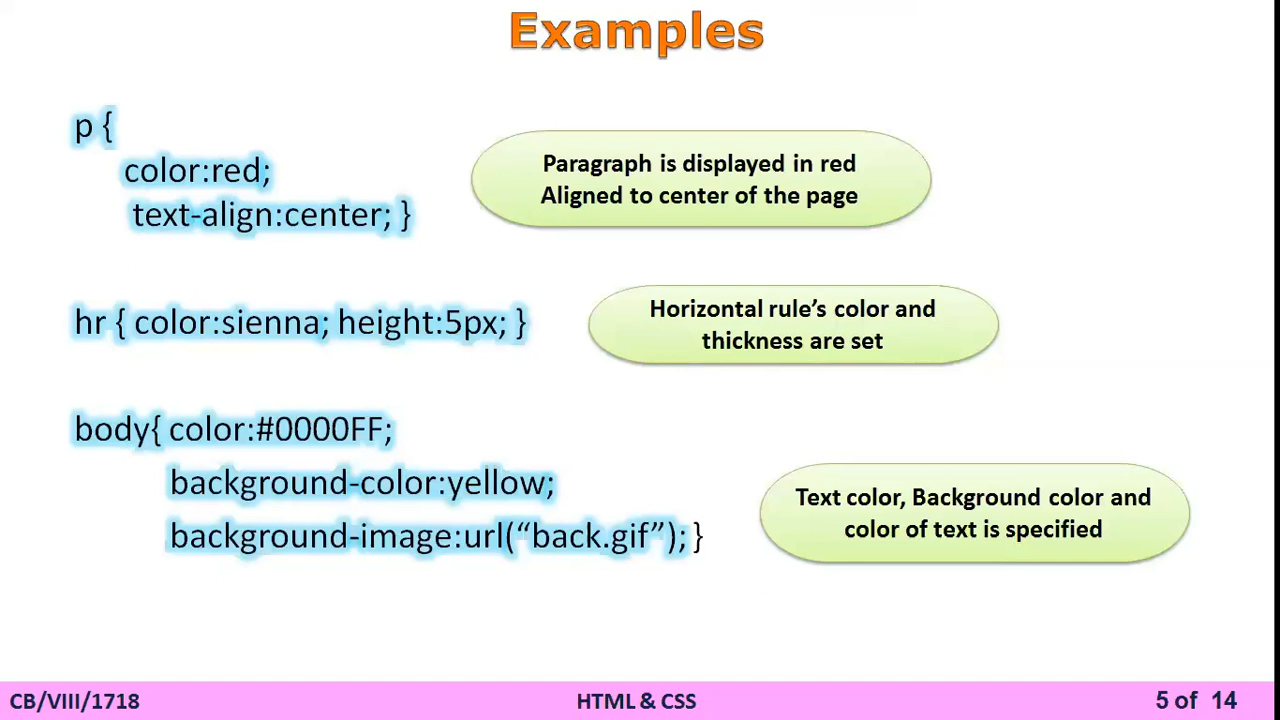 Examples
p {
color:red;
text-align:center; }
Paragraph is displayed in red
Aligned to center of the page
hr { color:sienna; height:5px; }
Horizontal rule’s color and
thickness are set
body{ color:#0000FF;
background-color:yellow;
background-image:url(“back.gif”); }
Text color, Background color and
color of text is specified
CB/VIII/1718
HTML & CSS
5 of 14